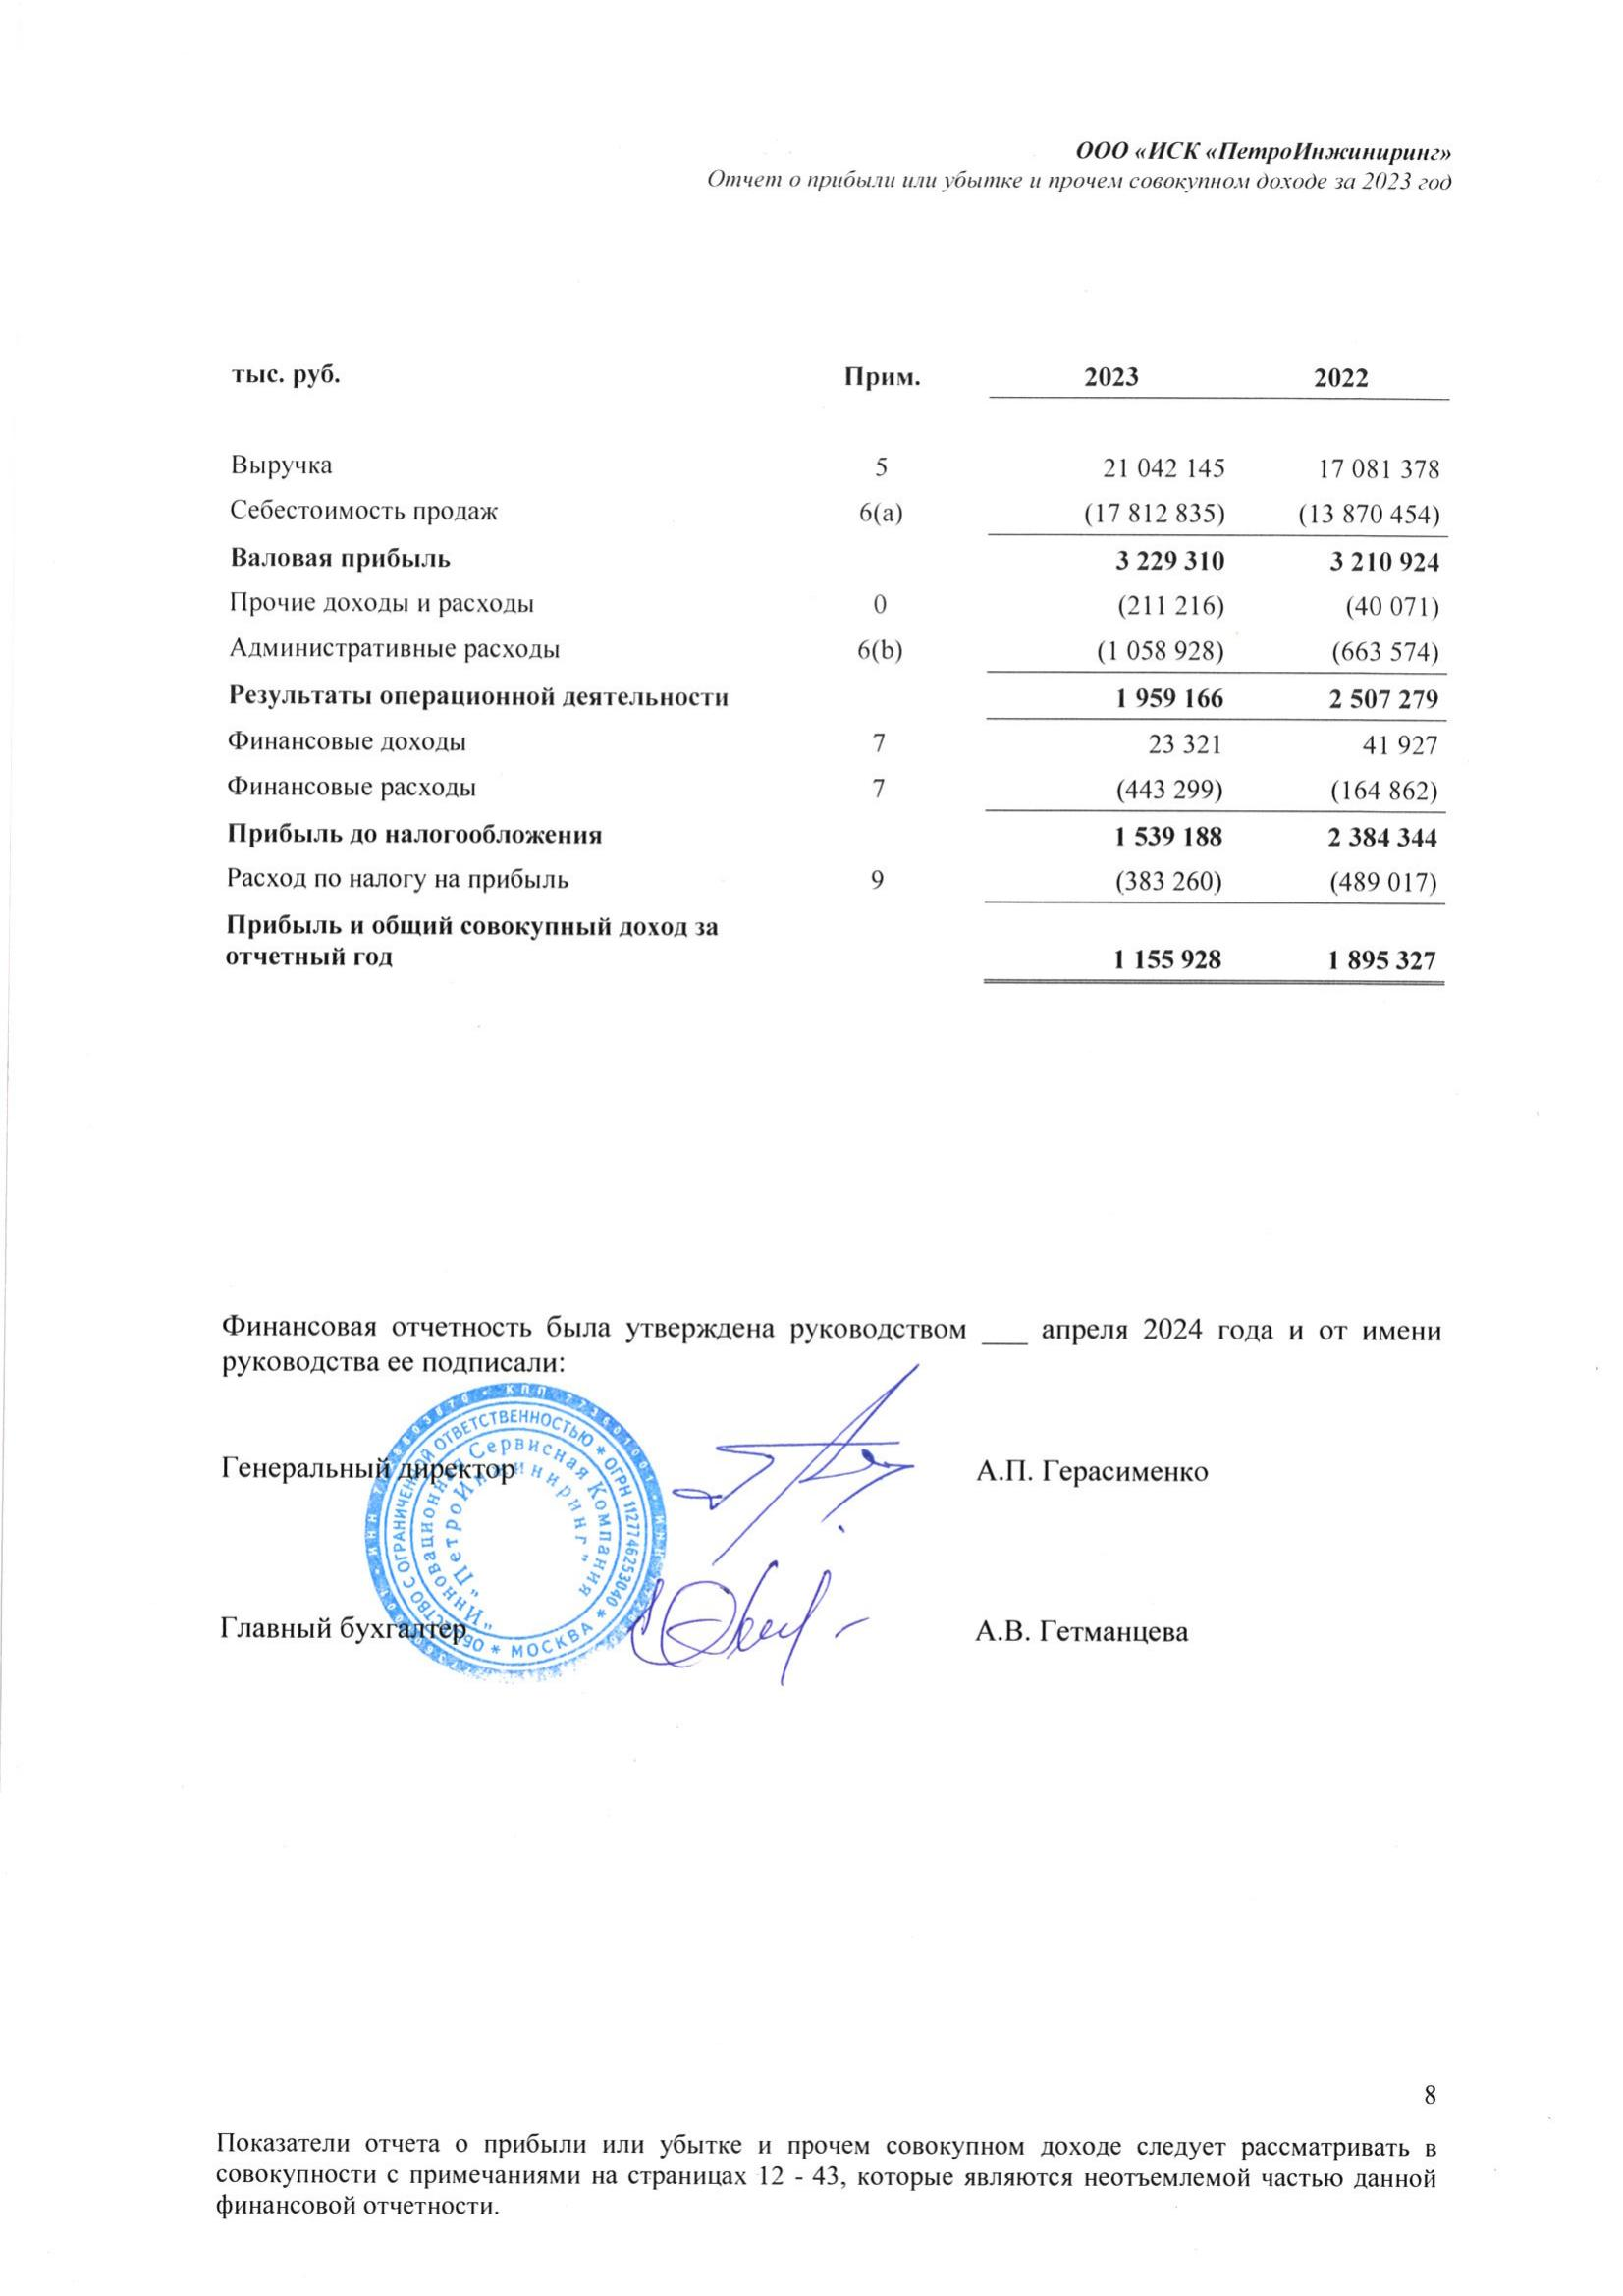 ООО «ИСК «ПетроИнжиниринг»
Отчет о прибыли или убытке и прочем совокупном доходе за 2023 год
тыс. руб. Прим. 2023 2022
Выручка 5 21 042 145 17 081 378
Себестоимость продаж 6(a) (17 812 835) (13 870 454)
Валовая прибыль 3 229 310 3 210 924
Прочие доходы и расходы 0 (211 216) (40 071)
Административные расходы 6(b) (1 058 928) (663 574)
Результаты операционной деятельности 1 959 166 2 507 279
Финансовые доходы 7 23 321 41 927
Финансовые расходы 7 (443 299) (164 862)
Прибыль до налогообложения 1 539 188 2 384 344
Расход по налогу на прибыль 9 (383 260) (489 017)
Прибыль и общий совокупный доход за
отчетный год 1 155 928 1 895 327
Финансовая отчетность была утверждена руководством ___ апреля 2024 года и от имени
руководства ее подписали:
Генеральный директор А.П. Герасименко
Главный бухгалтер А.В. Гетманцева
ОБЩЕСТВО С ОГРАНИЧЕННОЙ ОТВЕТСТВЕННОСТЬЮ * ОГРН 1127746253040 * МОСКВА *
"Инновационная Сервисная Компания
"ПетроИнжиниринг"
8
Показатели отчета о прибыли или убытке и прочем совокупном доходе следует рассматривать в
совокупности с примечаниями на страницах 12 - 43, которые являются неотъемлемой частью данной
финансовой отчетности.